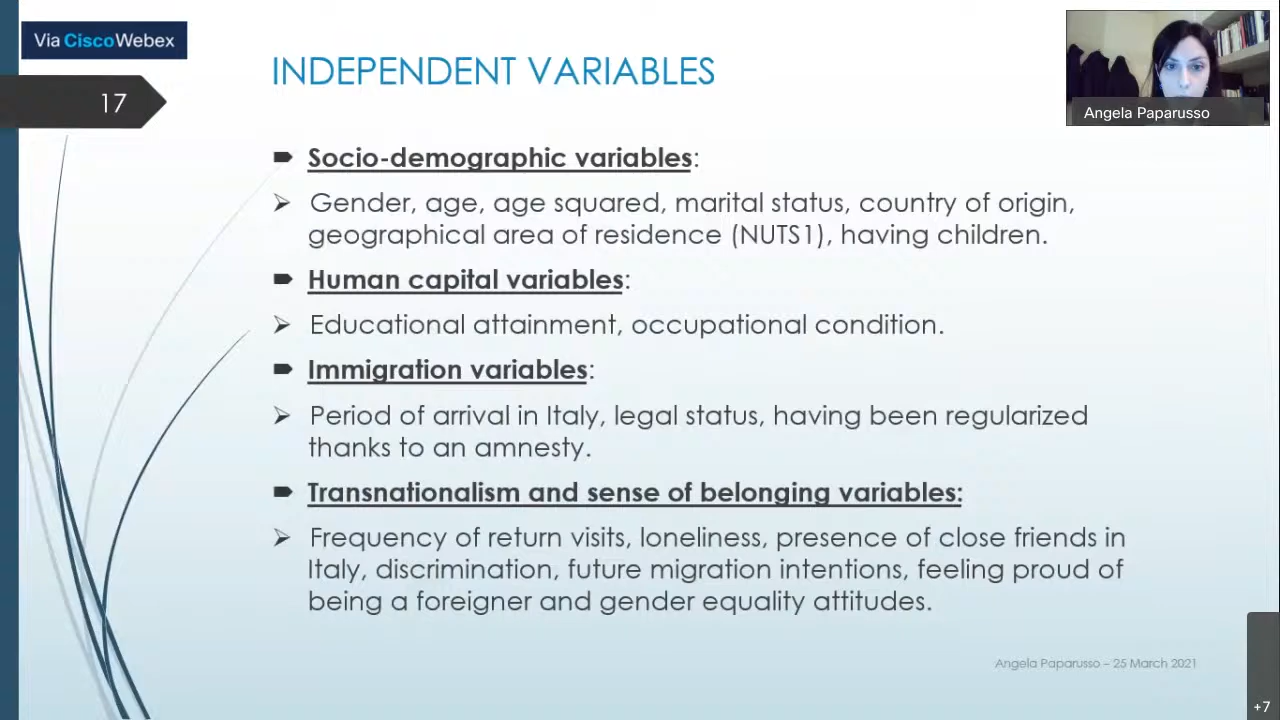 Via CiscoWebex
17
INDEPENDENT VARIABLES
Angela Paparusso
Socio-demographic variables:
Gender, age, age squared, marital status, country of origin,
geographical area of residence (NUTS1), having children.
Human capital variables:
Educational attainment, occupational condition.
Immigration variables:
Period of arrival in Italy, legal status, having been regularized
thanks to an amnesty.
Transnationalism and sense of belonging variables:
Frequency of return visits, loneliness, presence of close friends in
Italy, discrimination, future migration intentions, feeling proud of
being a foreigner and gender equality attitudes.
Angela Paparusso – 25 March 2021
+7